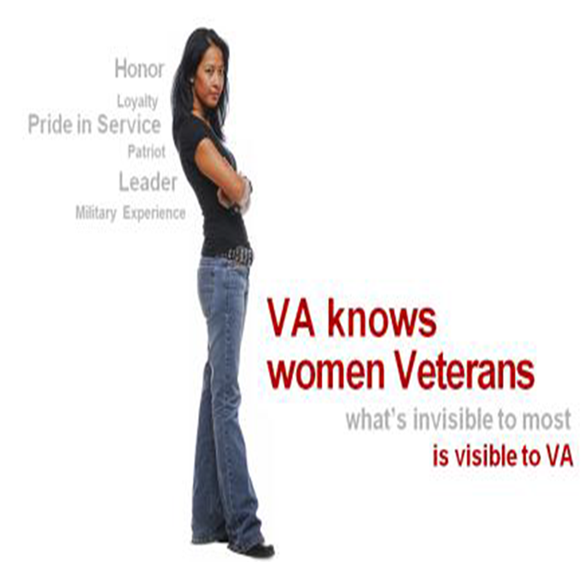 Honor
Loyalty
Pride in Service
Patriot
Leader
Military Experience
VA knows
women Veterans
what's invisible to most
is visible to VA